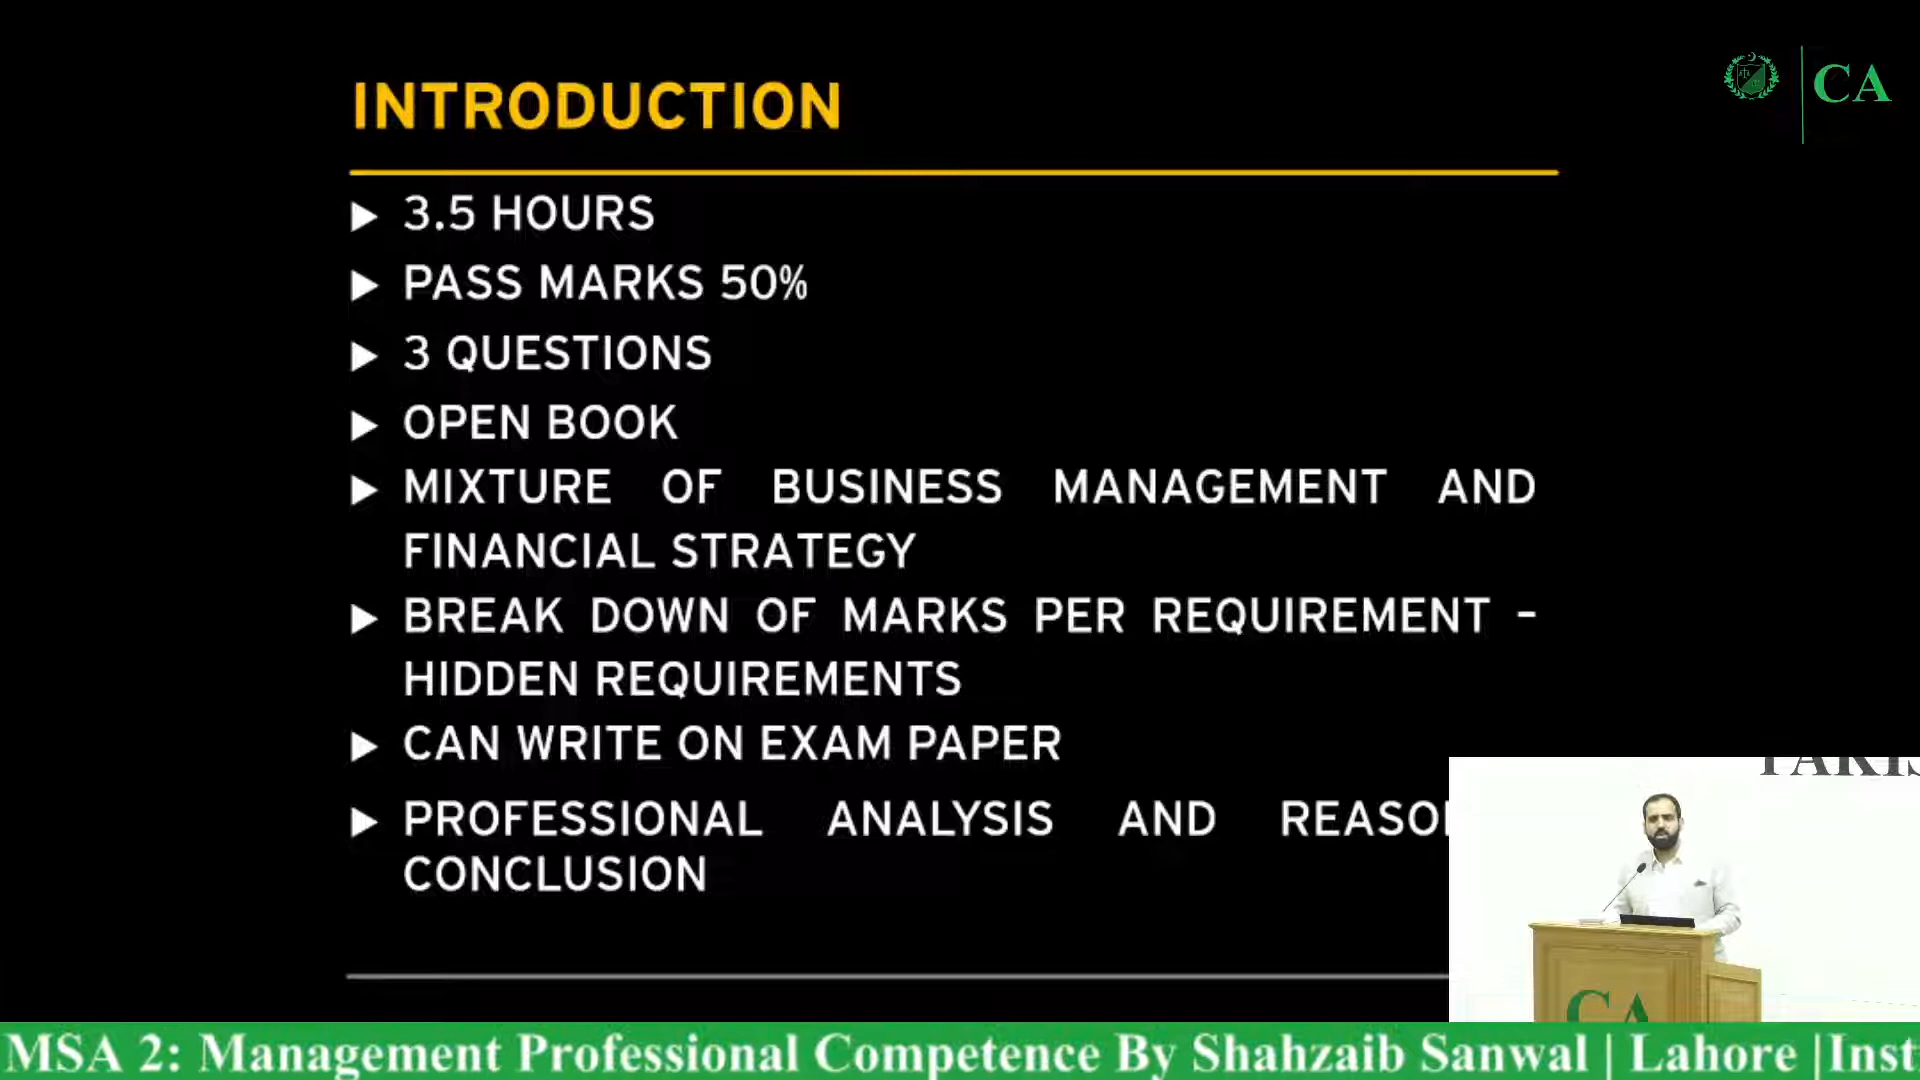 INTRODUCTION
CA
3.5 HOURS
PASS MARKS 50%
3 QUESTIONS
OPEN BOOK
MIXTURE OF BUSINESS MANAGEMENT AND
FINANCIAL STRATEGY
BREAK DOWN OF MARKS PER REQUIREMENT –
HIDDEN REQUIREMENTS
CAN WRITE ON EXAM PAPER
PROFESSIONAL ANALYSIS AND
CONCLUSION
CA
MSA 2: Management Professional Competence By Shahzaib Sanwal | Lahore |Inst